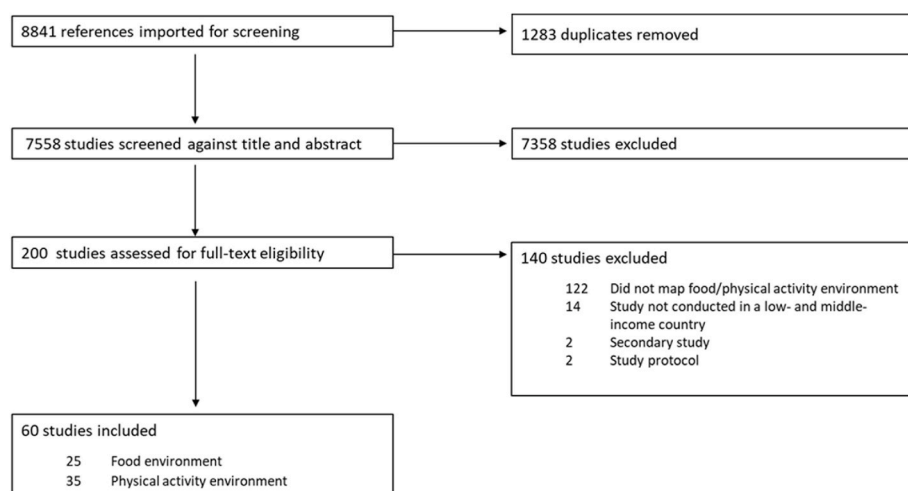 8841 references imported for screening
1283 duplicates removed
7558 studies screened against title and abstract
7358 studies excluded
200 studies assessed for full-text eligibility
140 studies excluded
122 Did not map food/physical activity environment
14 Study not conducted in a low- and middle-
income country
2 Secondary study
2 Study protocol
60 studies included
25 Food environment
35 Physical activity environment